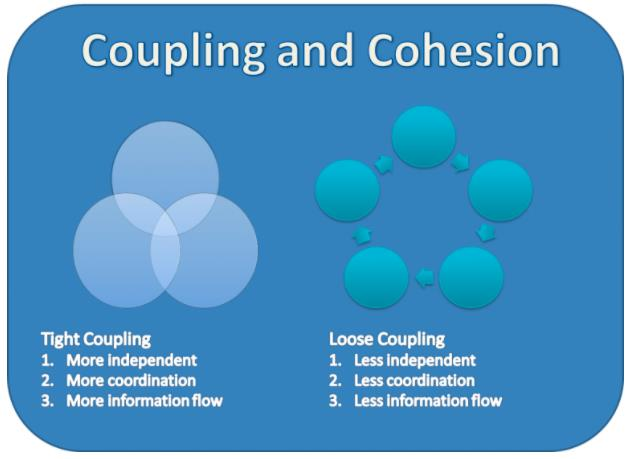 Coupling and Cohesion
Tight Coupling
1. More independent
2. More coordination
3. More information flow
Loose Coupling
1. Less independent
2. Less coordination
3. Less information flow